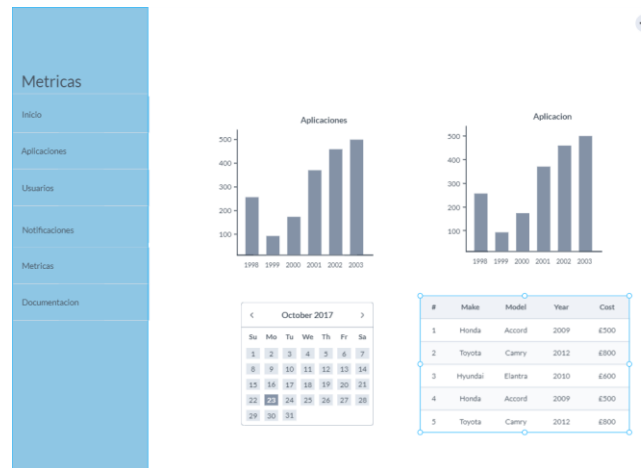 Metricas
Inicio
Aplicaciones
Usuarios
Notificaciones
Metricas
Documentacion
Aplicaciones
500
400
300
200
100
1998 1999 2000 2001 2002 2003
Aplicacion
500
400
300
200
100
1998 1999 2000 2001 2002 2003
< October 2017 >
Su Mo Tu We Th Fr Sa
1 2 3 4 5 6 7
8 9 10 11 12 13 14
15 16 17 18 19 20 21
22 23 24 25 26 27 28
29 30 31
# Make Model Year Cost
1 Honda Accord 2009 £500
2 Toyota Camry 2012 £800
3 Hyundai Elantra 2010 £600
4 Honda Accord 2009 £500
5 Toyota Camry 2012 £800